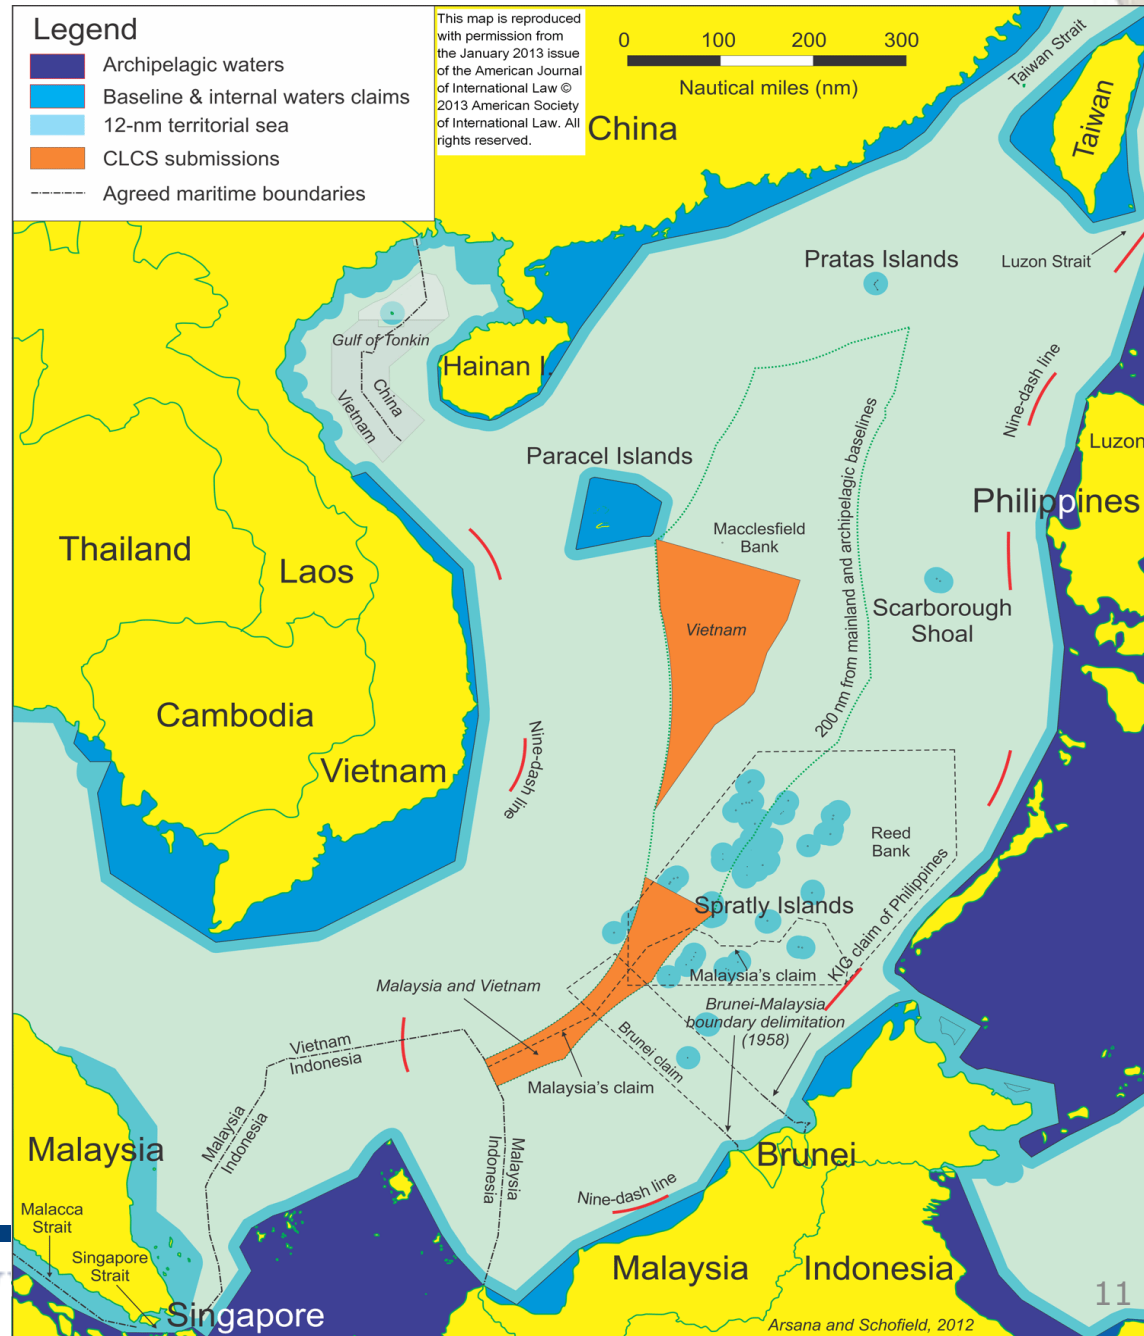 Legend
Archipelagic waters
Baseline & internal waters claims
12-nm territorial sea
CLCS submissions
Agreed maritime boundaries
This map is reproduced
with permission from
the January 2013 issue
of the American Journal
of International Law ©
2013 American Society
of International Law. All
rights reserved.
0 100 200 300
Nautical miles (nm)
China
Taiwan Strait
Taiwan
Pratas Islands
Luzon Strait
Gulf of Tonkin
Hainan I.
China
Vietnam
Nine-dash line
Luzon
Paracel Islands
Philippines
Macclesfield
Bank
200 nm from mainland and archipelagic baselines
Thailand
Laos
Scarborough
Shoal
Vietnam
Cambodia
Vietnam
Nine-dash line
Reed
Bank
Spratly Islands
KIG claim of Philippines
Malaysia's claim
Malaysia and Vietnam
Brunei-Malaysia
boundary delimitation
(1958)
Brunei claim
Vietnam
Indonesia
Malaysia's claim
Malaysia
Indonesia
Malaysia
Malaysia
Indonesia
Brunei
Nine-dash line
Malacca
Strait
Singapore
Strait
Malaysia
Indonesia
Singapore
11
Arsana and Schofield, 2012